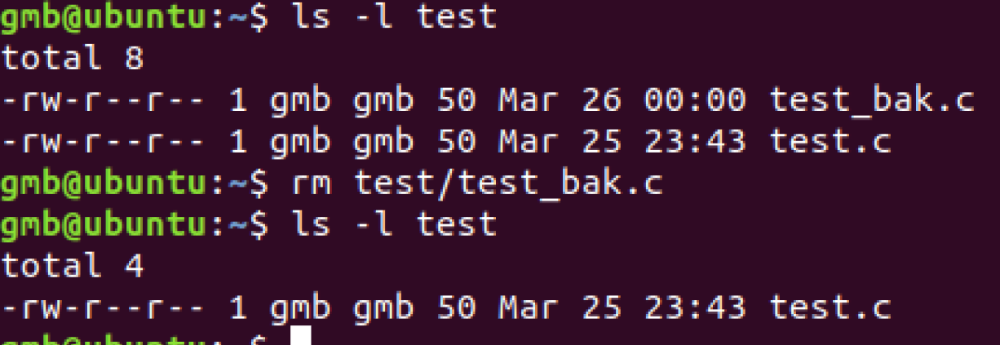 gmb@ubuntu:~$ ls -l test
total 8
-rw-r--r-- 1 gmb gmb 50 Mar 26 00:00 test_bak.c
-rw-r--r-- 1 gmb gmb 50 Mar 25 23:43 test.c
gmb@ubuntu:~$ rm test/test_bak.c
gmb@ubuntu:~$ ls -l test
total 4
-rw-r--r-- 1 gmb gmb 50 Mar 25 23:43 test.c